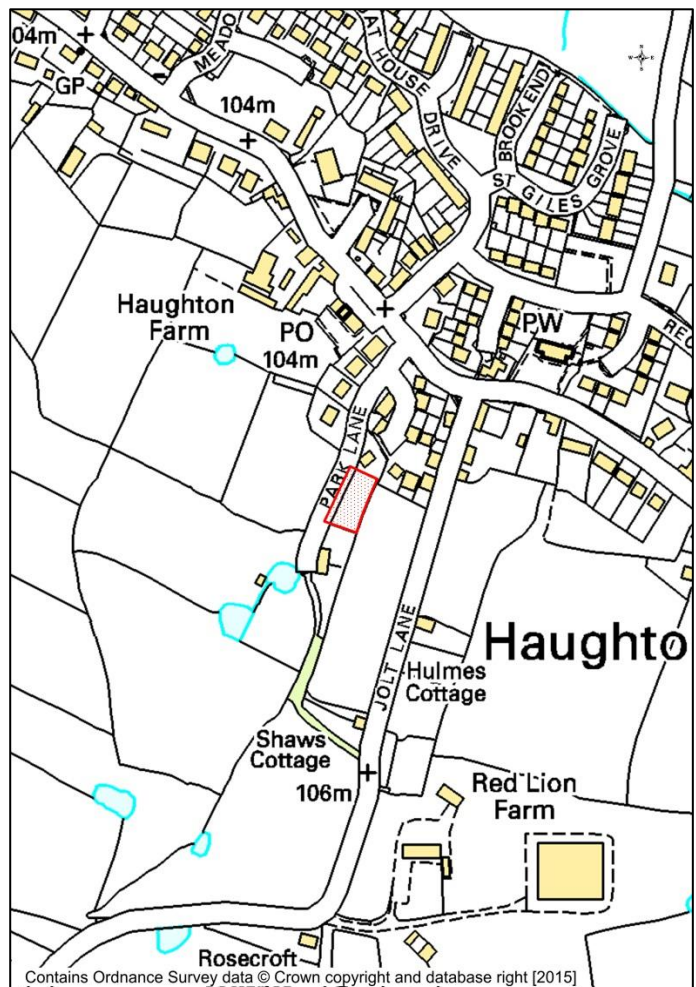 04m
MEADO
GP
104m
OAT HOUSE
DRIVE
BROOK END
ST GILES GROVE
Haughton
Farm
PO
104m
PW
REC
PARK LANE
Haughto
JOLT LANE
Hulmes
Cottage
Shaws
Cottage
106m
Red Lion
Farm
Rosecroft
Contains Ordnance Survey data © Crown copyright and database right [2015]